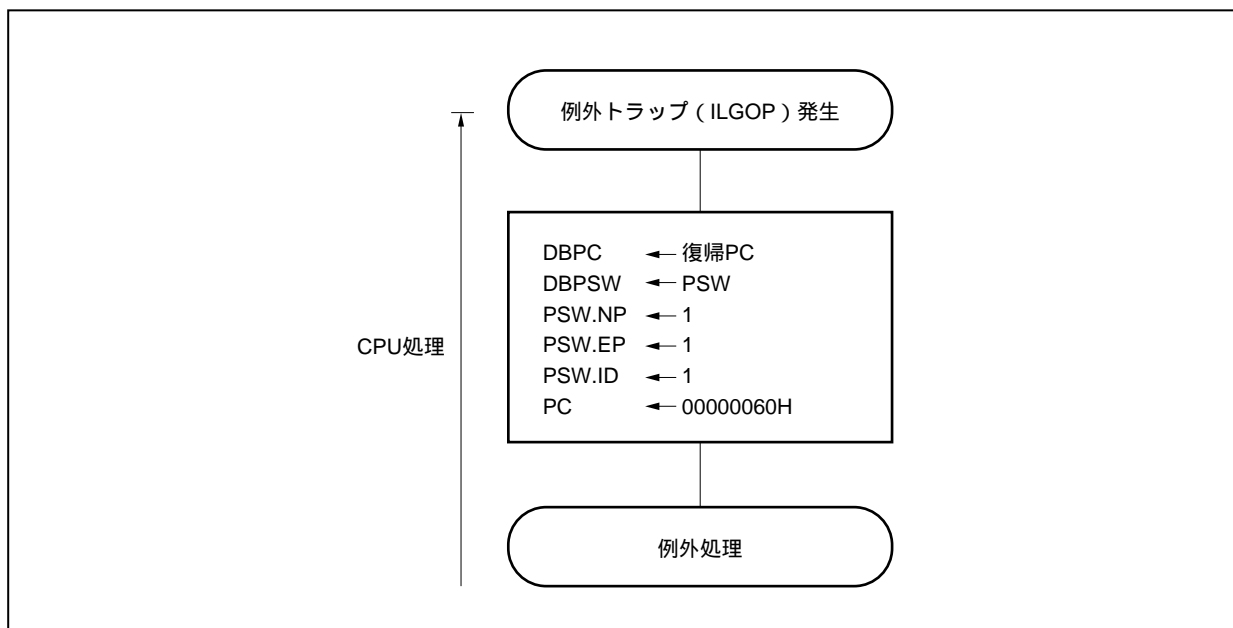 例外トラップ（ILGOP）発生
CPU処理
DBPC ← 復帰PC
DBPSW ← PSW
PSW.NP ← 1
PSW.EP ← 1
PSW.ID ← 1
PC ← 00000060H
例外処理